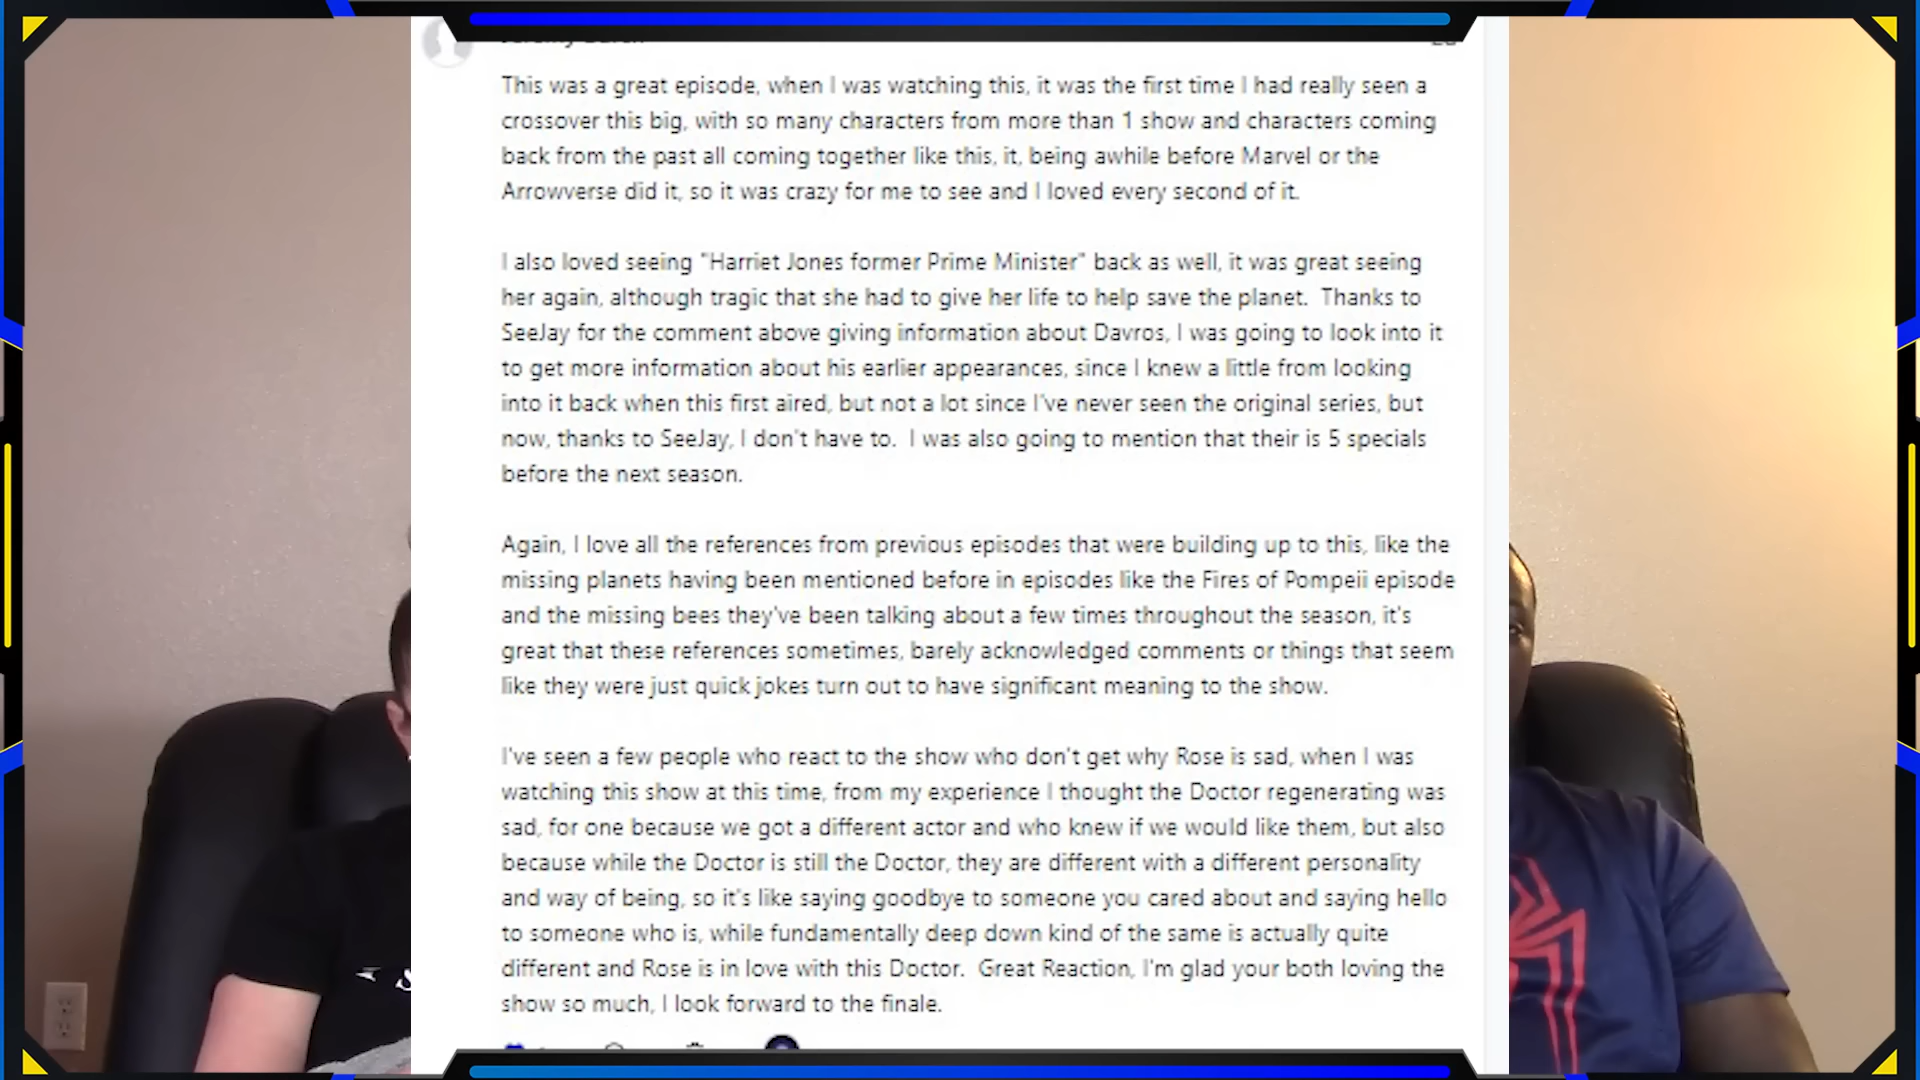 This was a great episode, when I was watching this, it was the first time I had really seen a
crossover this big, with so many characters from more than 1 show and characters coming
back from the past all coming together like this, it, being awhile before Marvel or the
Arrowverse did it, so it was crazy for me to see and I loved every second of it.
I also loved seeing "Harriet Jones former Prime Minister" back as well, it was great seeing
her again, although tragic that she had to give her life to help save the planet.  Thanks to
SeeJay for the comment above giving information about Davros, I was going to look into it
to get more information about his earlier appearances, since I knew a little from looking
into it back when this first aired, but not a lot since I've never seen the original series, but
now, thanks to SeeJay, I don't have to.  I was also going to mention that their is 5 specials
before the next season.
Again, I love all the references from previous episodes that were building up to this, like the
missing planets having been mentioned before in episodes like the Fires of Pompeii episode
and the missing bees they've been talking about a few times throughout the season, it's
great that these references sometimes, barely acknowledged comments or things that seem
like they were just quick jokes turn out to have significant meaning to the show.
I've seen a few people who react to the show who don't get why Rose is sad, when I was
watching this show at this time, from my experience I thought the Doctor regenerating was
sad, for one because we got a different actor and who knew if we would like them, but also
because while the Doctor is still the Doctor, they are different with a different personality
and way of being, so it's like saying goodbye to someone you cared about and saying hello
to someone who is, while fundamentally deep down kind of the same is actually quite
different and Rose is in love with this Doctor.  Great Reaction, I'm glad your both loving the
show so much, I look forward to the finale.